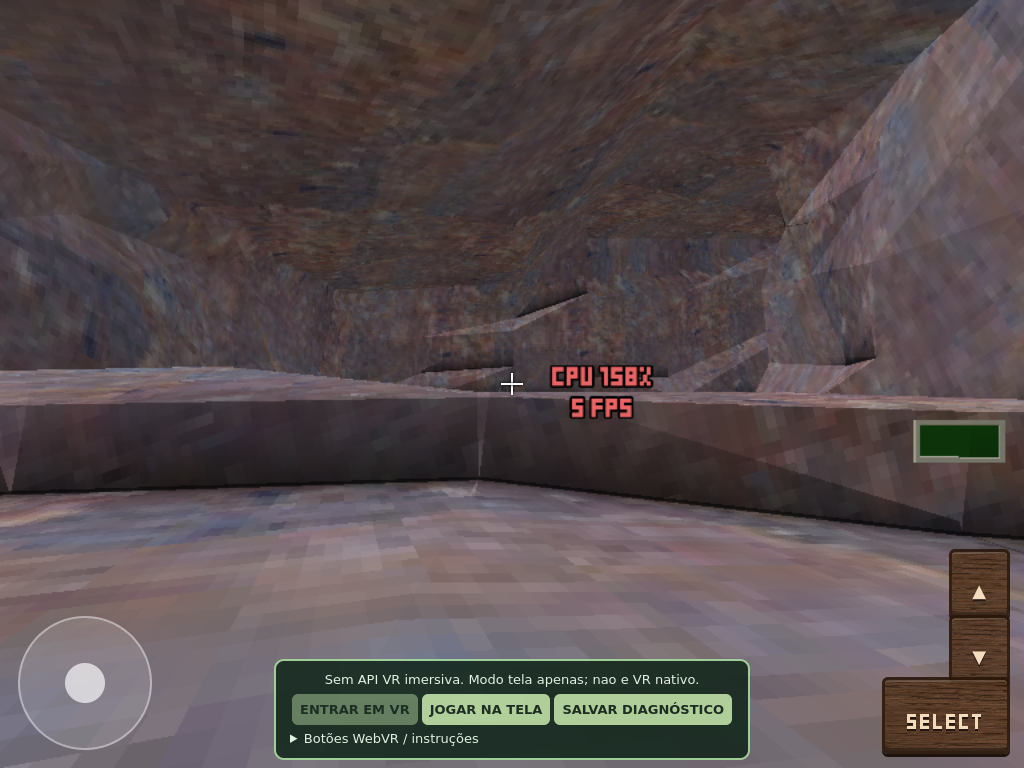 CPU 158%
5 FPS
Sem API VR imersiva. Modo tela apenas; nao e VR nativo.
ENTRAR EM VR
JOGAR NA TELA
SALVAR DIAGNÓSTICO
Botões WebVR / instruções
SELECT